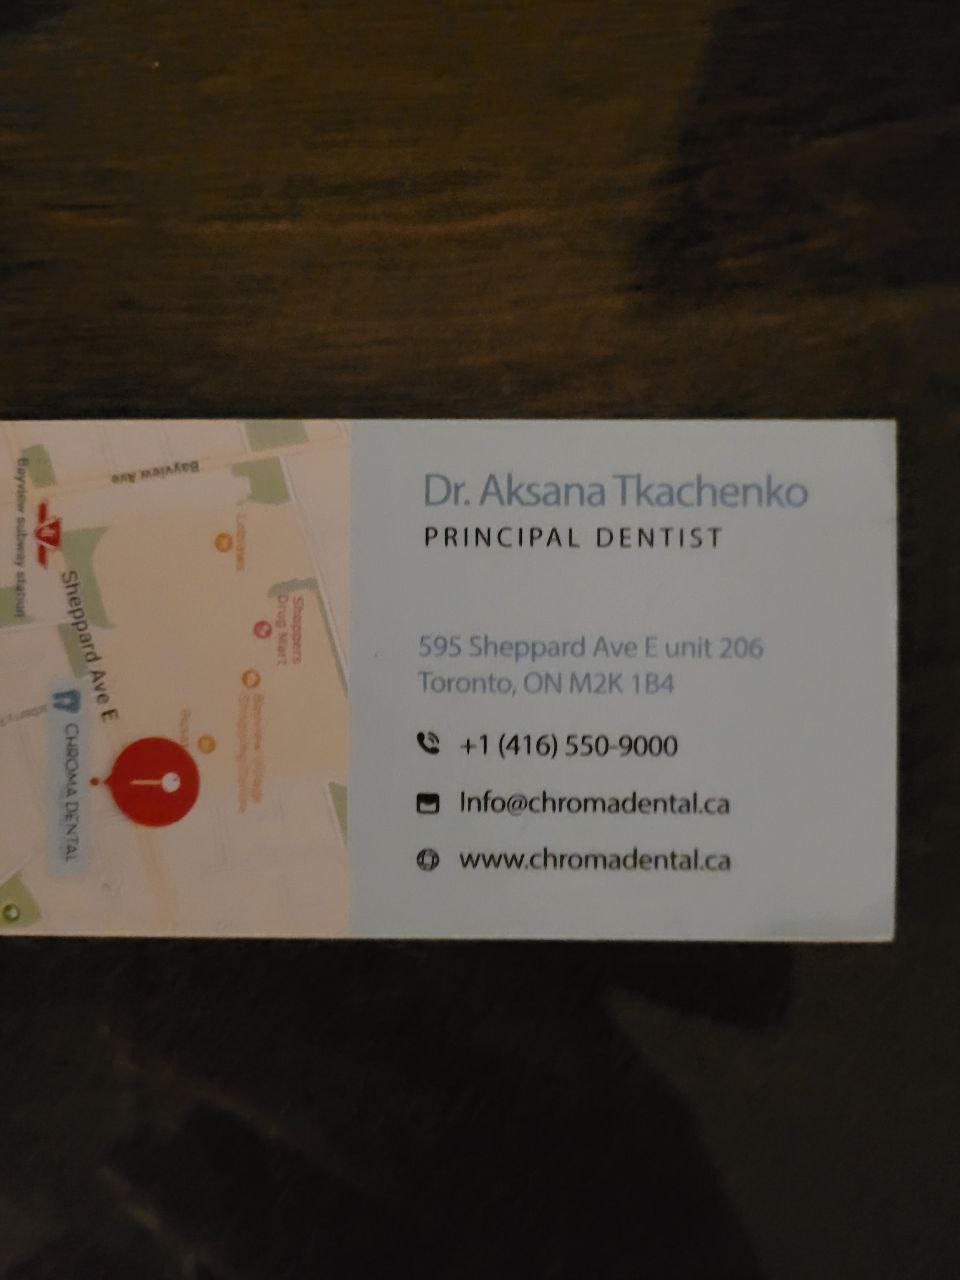 Dr. Aksana Tkachenko
PRINCIPAL DENTIST
595 Sheppard Ave E unit 206
Toronto, ON M2K 1B4
+1 (416) 550-9000
Info@chromadental.ca
www.chromadental.ca
Bayview Ave
Bayview subway station
Sheppard Ave E
CHROMA DENTAL
Loblaws
Shoppers
Drug Mart
Bayview Village